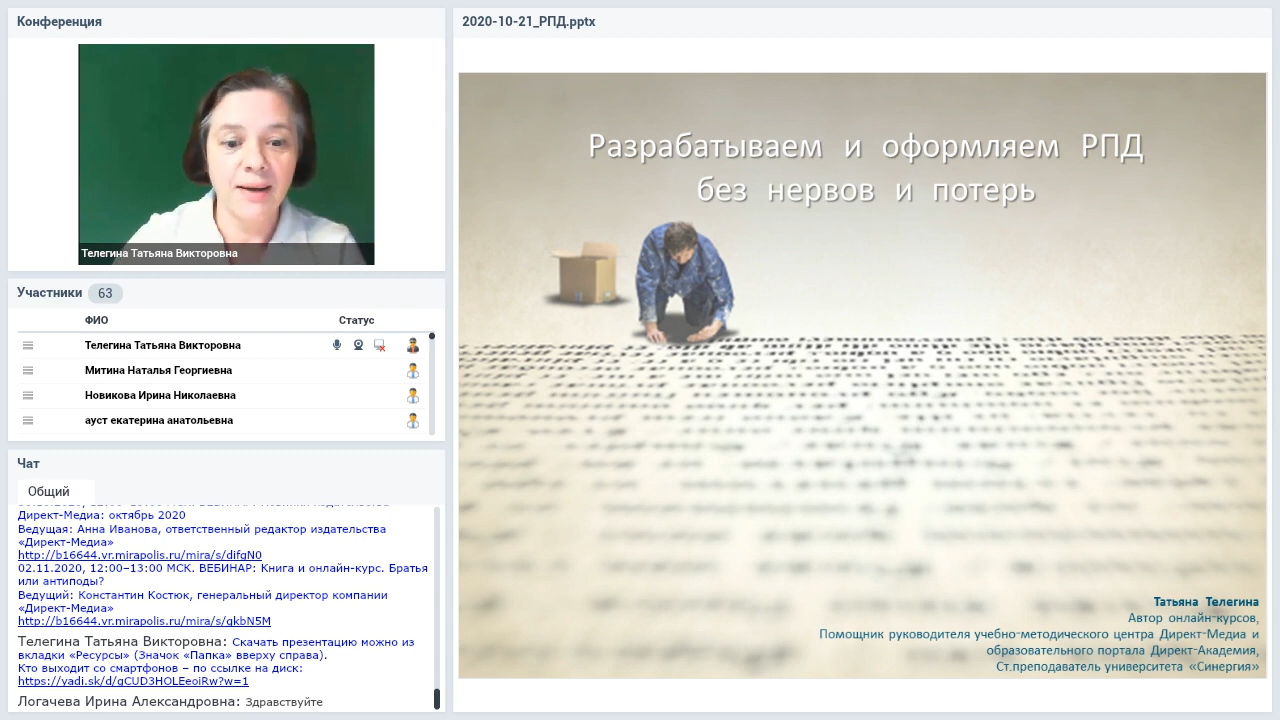 Конференция
Телегина Татьяна Викторовна
Участники 63
ФИО Статус
Телегина Татьяна Викторовна
Митина Наталья Георгиевна
Новикова Ирина Николаевна
ауст екатерина анатольевна
Чат
Общий
Директ-Медиа: октябрь 2020
Ведущая: Анна Иванова, ответственный редактор издательства
«Директ-Медиа»
http://b16644.vr.mirapolis.ru/mira/s/difgN0
02.11.2020, 12:00–13:00 МСК. ВЕБИНАР: Книга и онлайн-курс. Братья
или антиподы?
Ведущий: Константин Костюк, генеральный директор компании
«Директ-Медиа»
http://b16644.vr.mirapolis.ru/mira/s/gkbN5M
Телегина Татьяна Викторовна: Скачать презентацию можно из
вкладки «Ресурсы» (Значок «Папка» вверху справа).
Кто выходит со смартфонов – по ссылке на диск:
https://yadi.sk/d/gCUD3HOLEeoiRw?w=1
Логачева Ирина Александровна: Здравствуйте
2020-10-21_РПД.pptx
Разрабатываем и оформляем РПД
без нервов и потерь
Татьяна Телегина
Автор онлайн-курсов,
Помощник руководителя учебно-методического центра Директ-Медиа и
образовательного портала Директ-Академия,
Ст.преподаватель университета «Синергия»